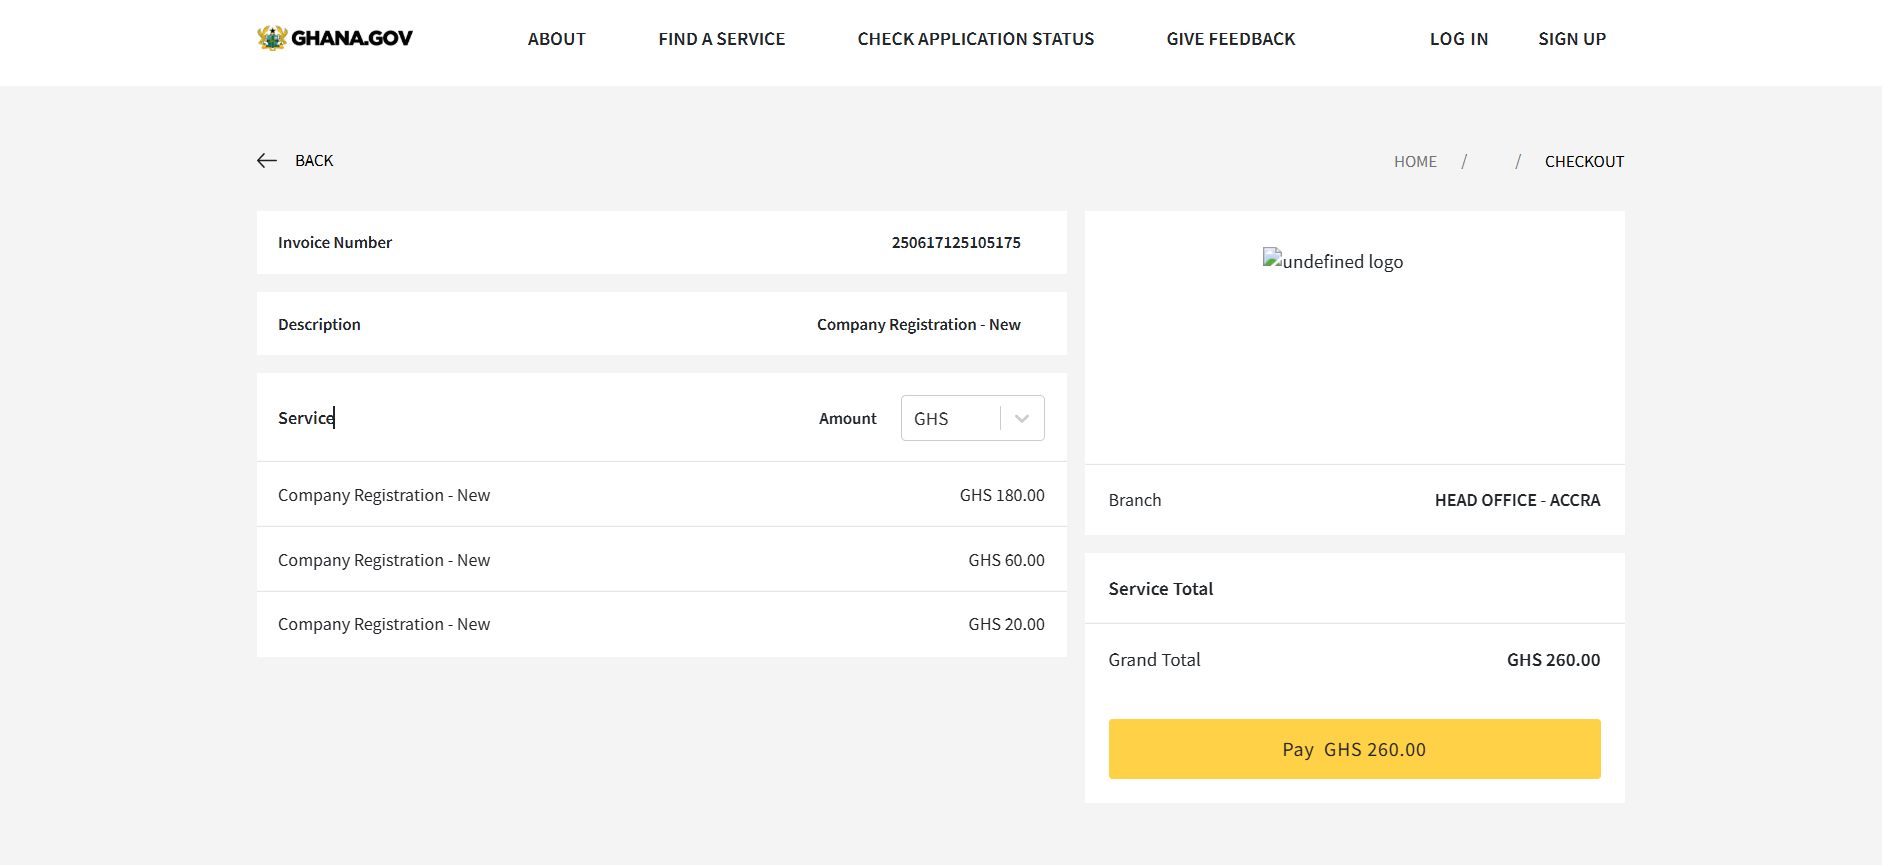 GHANA.GOV ABOUT FIND A SERVICE CHECK APPLICATION STATUS GIVE FEEDBACK LOG IN SIGN UP
BACK
HOME / / CHECKOUT
Invoice Number 250617125105175
Description Company Registration - New
Service Amount GHS
Company Registration - New GHS 180.00
Company Registration - New GHS 60.00
Company Registration - New GHS 20.00
undefined logo
Branch HEAD OFFICE - ACCRA
Service Total
Grand Total GHS 260.00
Pay GHS 260.00